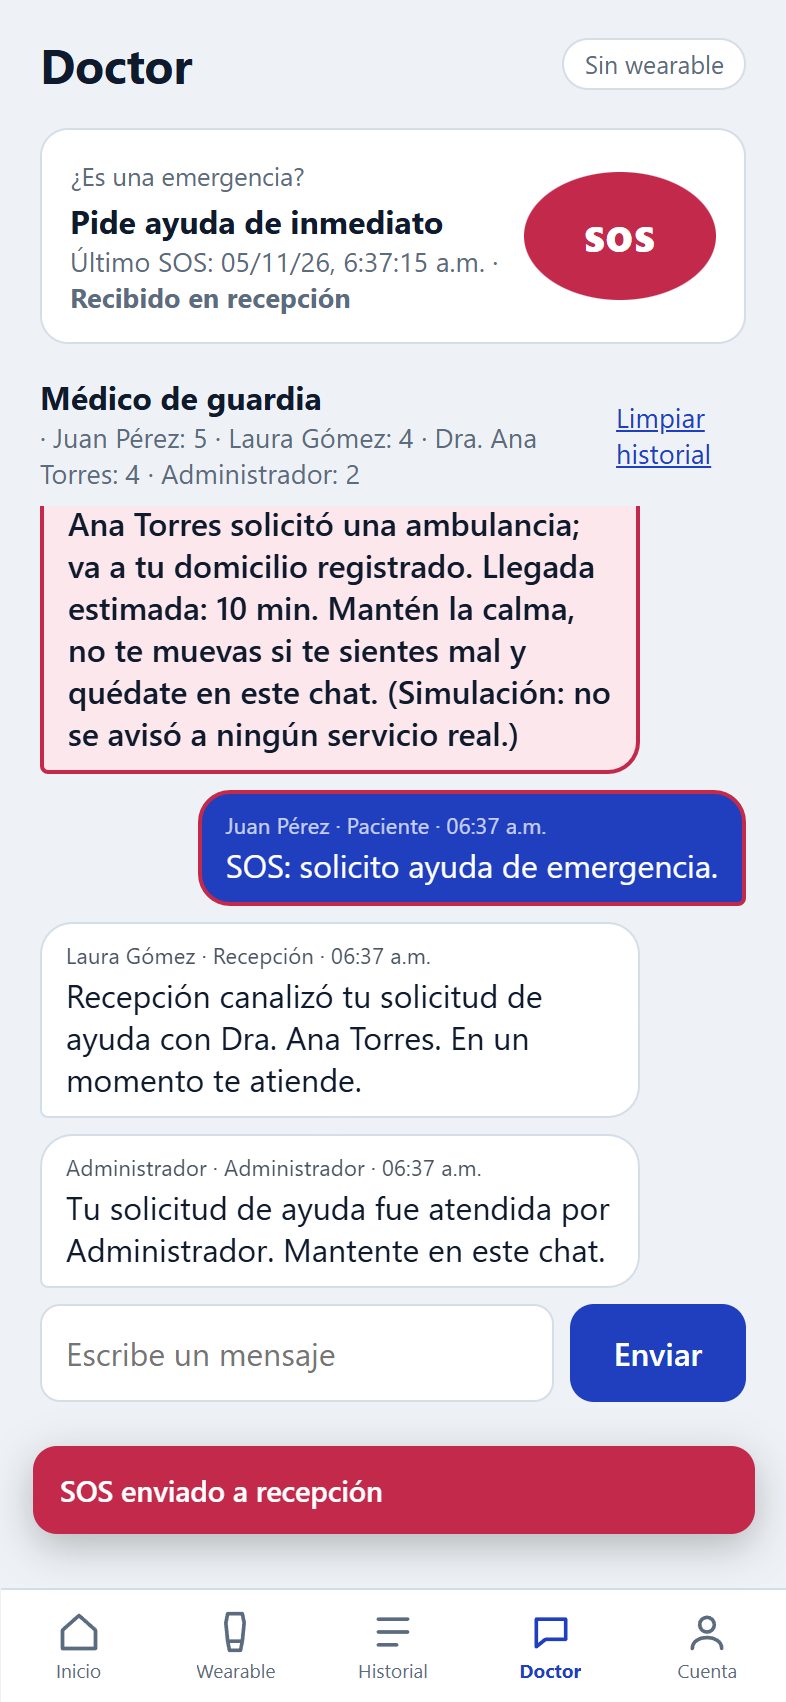 Doctor
Sin wearable
¿Es una emergencia?
Pide ayuda de inmediato
Último SOS: 05/11/26, 6:37:15 a.m. ·
Recibido en recepción
SOS
Médico de guardia
· Juan Pérez: 5 · Laura Gómez: 4 · Dra. Ana
Torres: 4 · Administrador: 2
Limpiar
historial
Ana Torres solicitó una ambulancia;
va a tu domicilio registrado. Llegada
estimada: 10 min. Mantén la calma,
no te muevas si te sientes mal y
quédate en este chat. (Simulación: no
se avisó a ningún servicio real.)
Juan Pérez · Paciente · 06:37 a.m.
SOS: solicito ayuda de emergencia.
Laura Gómez · Recepción · 06:37 a.m.
Recepción canalizó tu solicitud de
ayuda con Dra. Ana Torres. En un
momento te atiende.
Administrador · Administrador · 06:37 a.m.
Tu solicitud de ayuda fue atendida por
Administrador. Mantente en este chat.
Escribe un mensaje
Enviar
SOS enviado a recepción
Inicio
Wearable
Historial
Doctor
Cuenta